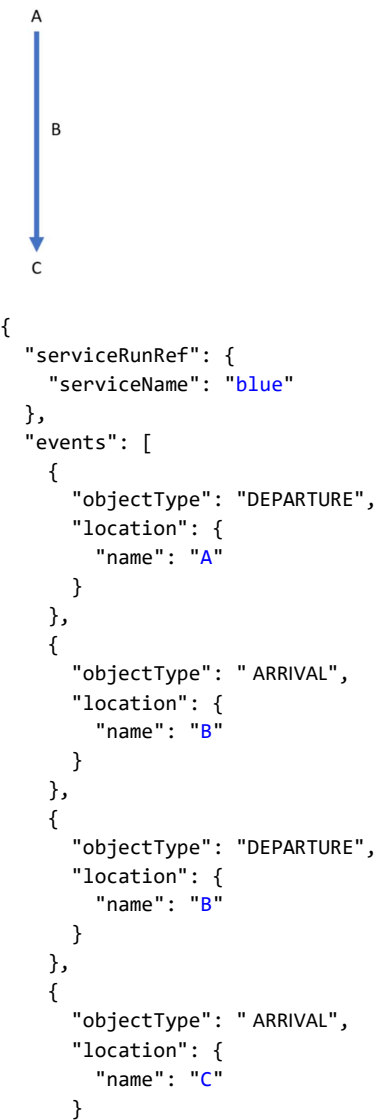 A
B
C
{
  "serviceRunRef": {
    "serviceName": "blue"
  },
  "events": [
    {
      "objectType": "DEPARTURE",
      "location": {
        "name": "A"
      }
    },
    {
      "objectType": " ARRIVAL",
      "location": {
        "name": "B"
      }
    },
    {
      "objectType": "DEPARTURE",
      "location": {
        "name": "B"
      }
    },
    {
      "objectType": " ARRIVAL",
      "location": {
        "name": "C"
      }